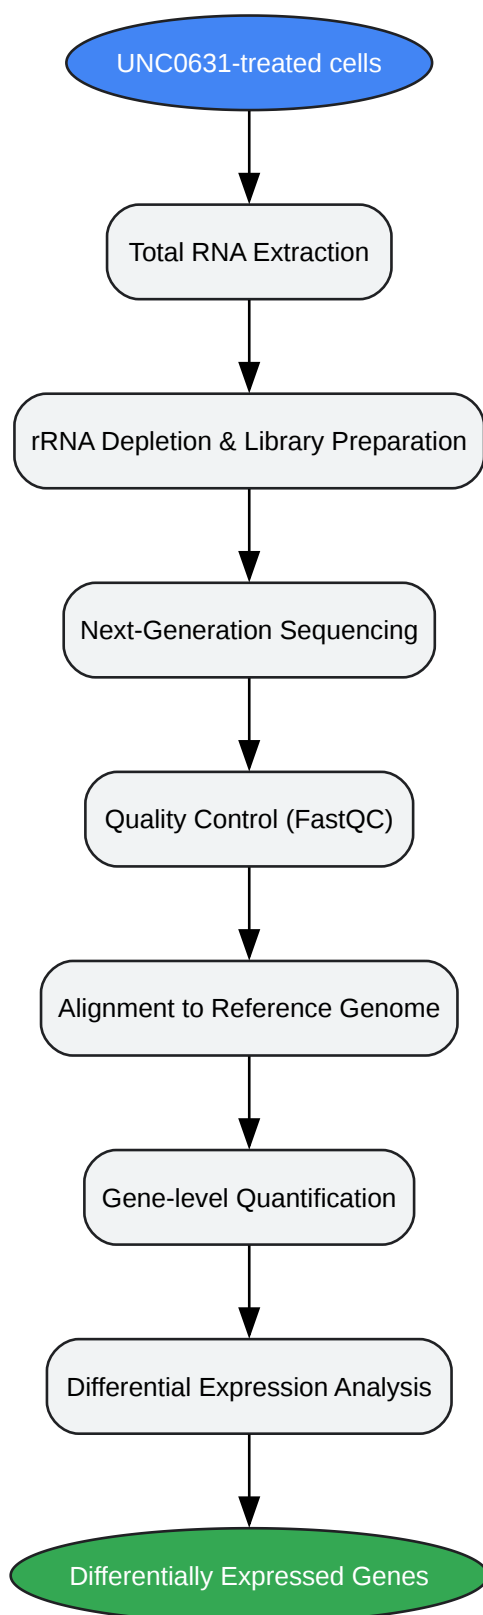 UNC0631-treated cells
Total RNA Extraction
rRNA Depletion & Library Preparation
Next-Generation Sequencing
Quality Control (FastQC)
Alignment to Reference Genome
Gene-level Quantification
Differential Expression Analysis
Differentially Expressed Genes